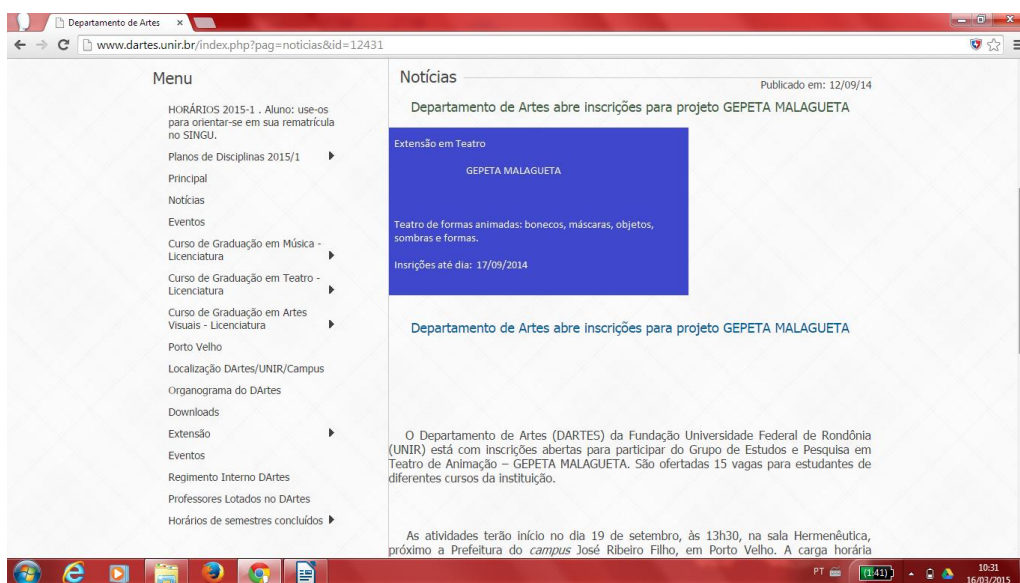 Departamento de Artes
www.dartes.unir.br/index.php?pag=noticias&id=12431
Menu
HORÁRIOS 2015-1 . Aluno: use-os
para orientar-se em sua rematrícula
no SINGU.
Planos de Disciplinas 2015/1
Principal
Notícias
Eventos
Curso de Graduação em Música -
Licenciatura
Curso de Graduação em Teatro -
Licenciatura
Curso de Graduação em Artes
Visuais - Licenciatura
Porto Velho
Localização DArtes/UNIR/Campus
Organograma do DArtes
Downloads
Extensão
Eventos
Regimento Interno DArtes
Professores Lotados no DArtes
Horários de semestres concluídos
Notícias
Publicado em: 12/09/14
Departamento de Artes abre inscrições para projeto GEPETA MALAGUETA
Extensão em Teatro
GEPETA MALAGUETA
Teatro de formas animadas: bonecos, máscaras, objetos,
sombras e formas.
Insrições até dia: 17/09/2014
Departamento de Artes abre inscrições para projeto GEPETA MALAGUETA
O Departamento de Artes (DARTES) da Fundação Universidade Federal de Rondônia
(UNIR) está com inscrições abertas para participar do Grupo de Estudos e Pesquisa em
Teatro de Animação – GEPETA MALAGUETA. São ofertadas 15 vagas para estudantes de
diferentes cursos da instituição.
As atividades terão início no dia 19 de setembro, às 13h30, na sala Hermenêutica,
próximo a Prefeitura do campus José Ribeiro Filho, em Porto Velho. A carga horária
PT
(1:41)
10:31
16/03/2015